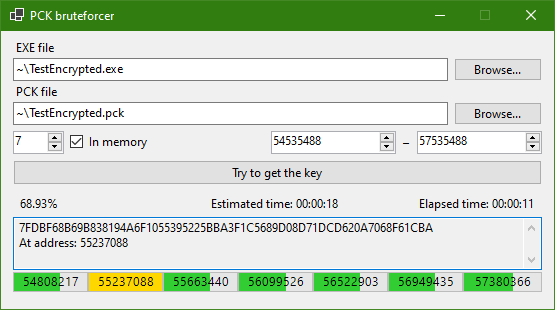 PCK bruteforcer
EXE file
~\TestEncrypted.exe
Browse...
PCK file
~\TestEncrypted.pck
Browse...
7 In memory 54535488 – 57535488
Try to get the key
68.93% Estimated time: 00:00:18 Elapsed time: 00:00:11
7FDBF68B69B838194A6F1055395225BBA3F1C5689D08D71DCD620A7068F61CBA
At address: 55237088
54808217 55237088 55663440 56099526 56522903 56949435 57380366